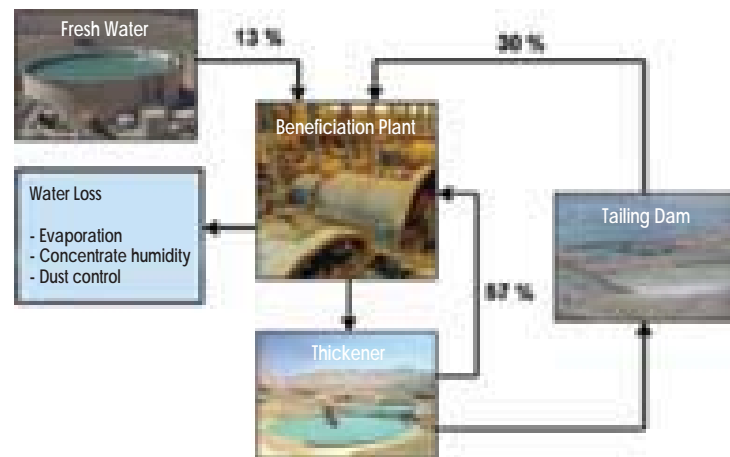 Fresh Water
13 %
30 %
Beneficiation Plant
Water Loss
- Evaporation
- Concentrate humidity
- Dust control
Tailing Dam
57 %
Thickener